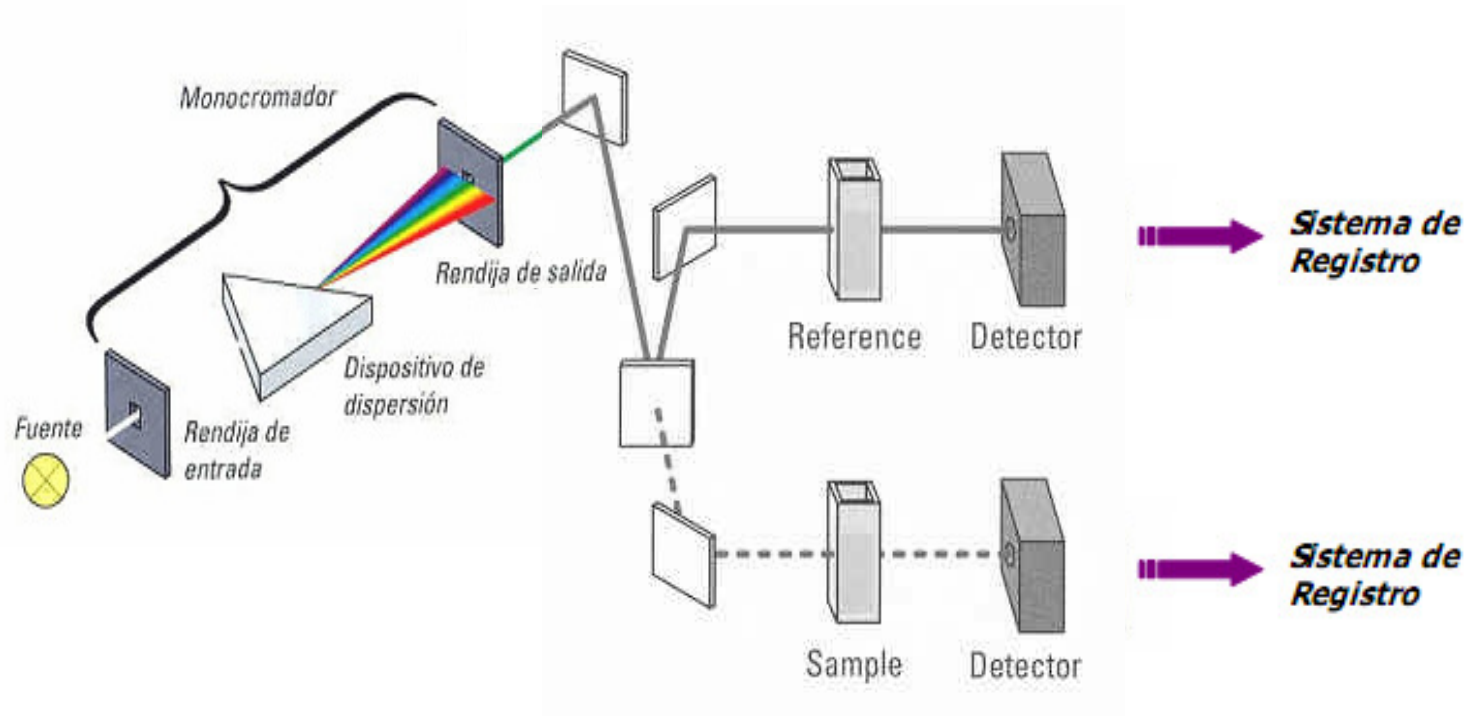 Monocromador
Rendija de salida
Dispositivo de
dispersión
Fuente
Rendija de
entrada
Reference
Detector
Sistema de
Registro
Sample
Detector
Sistema de
Registro